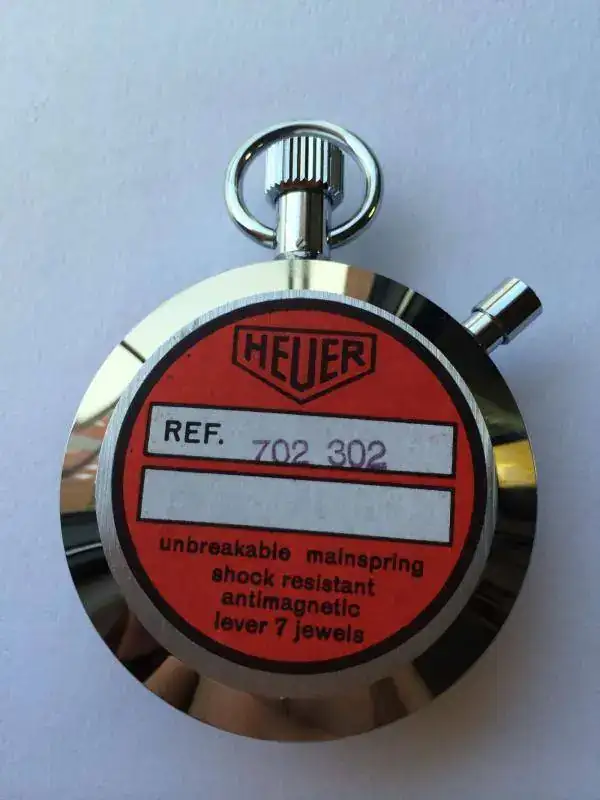 HEUER
REF. 702 302
unbreakable mainspring
shock resistant
antimagnetic
lever 7 jewels